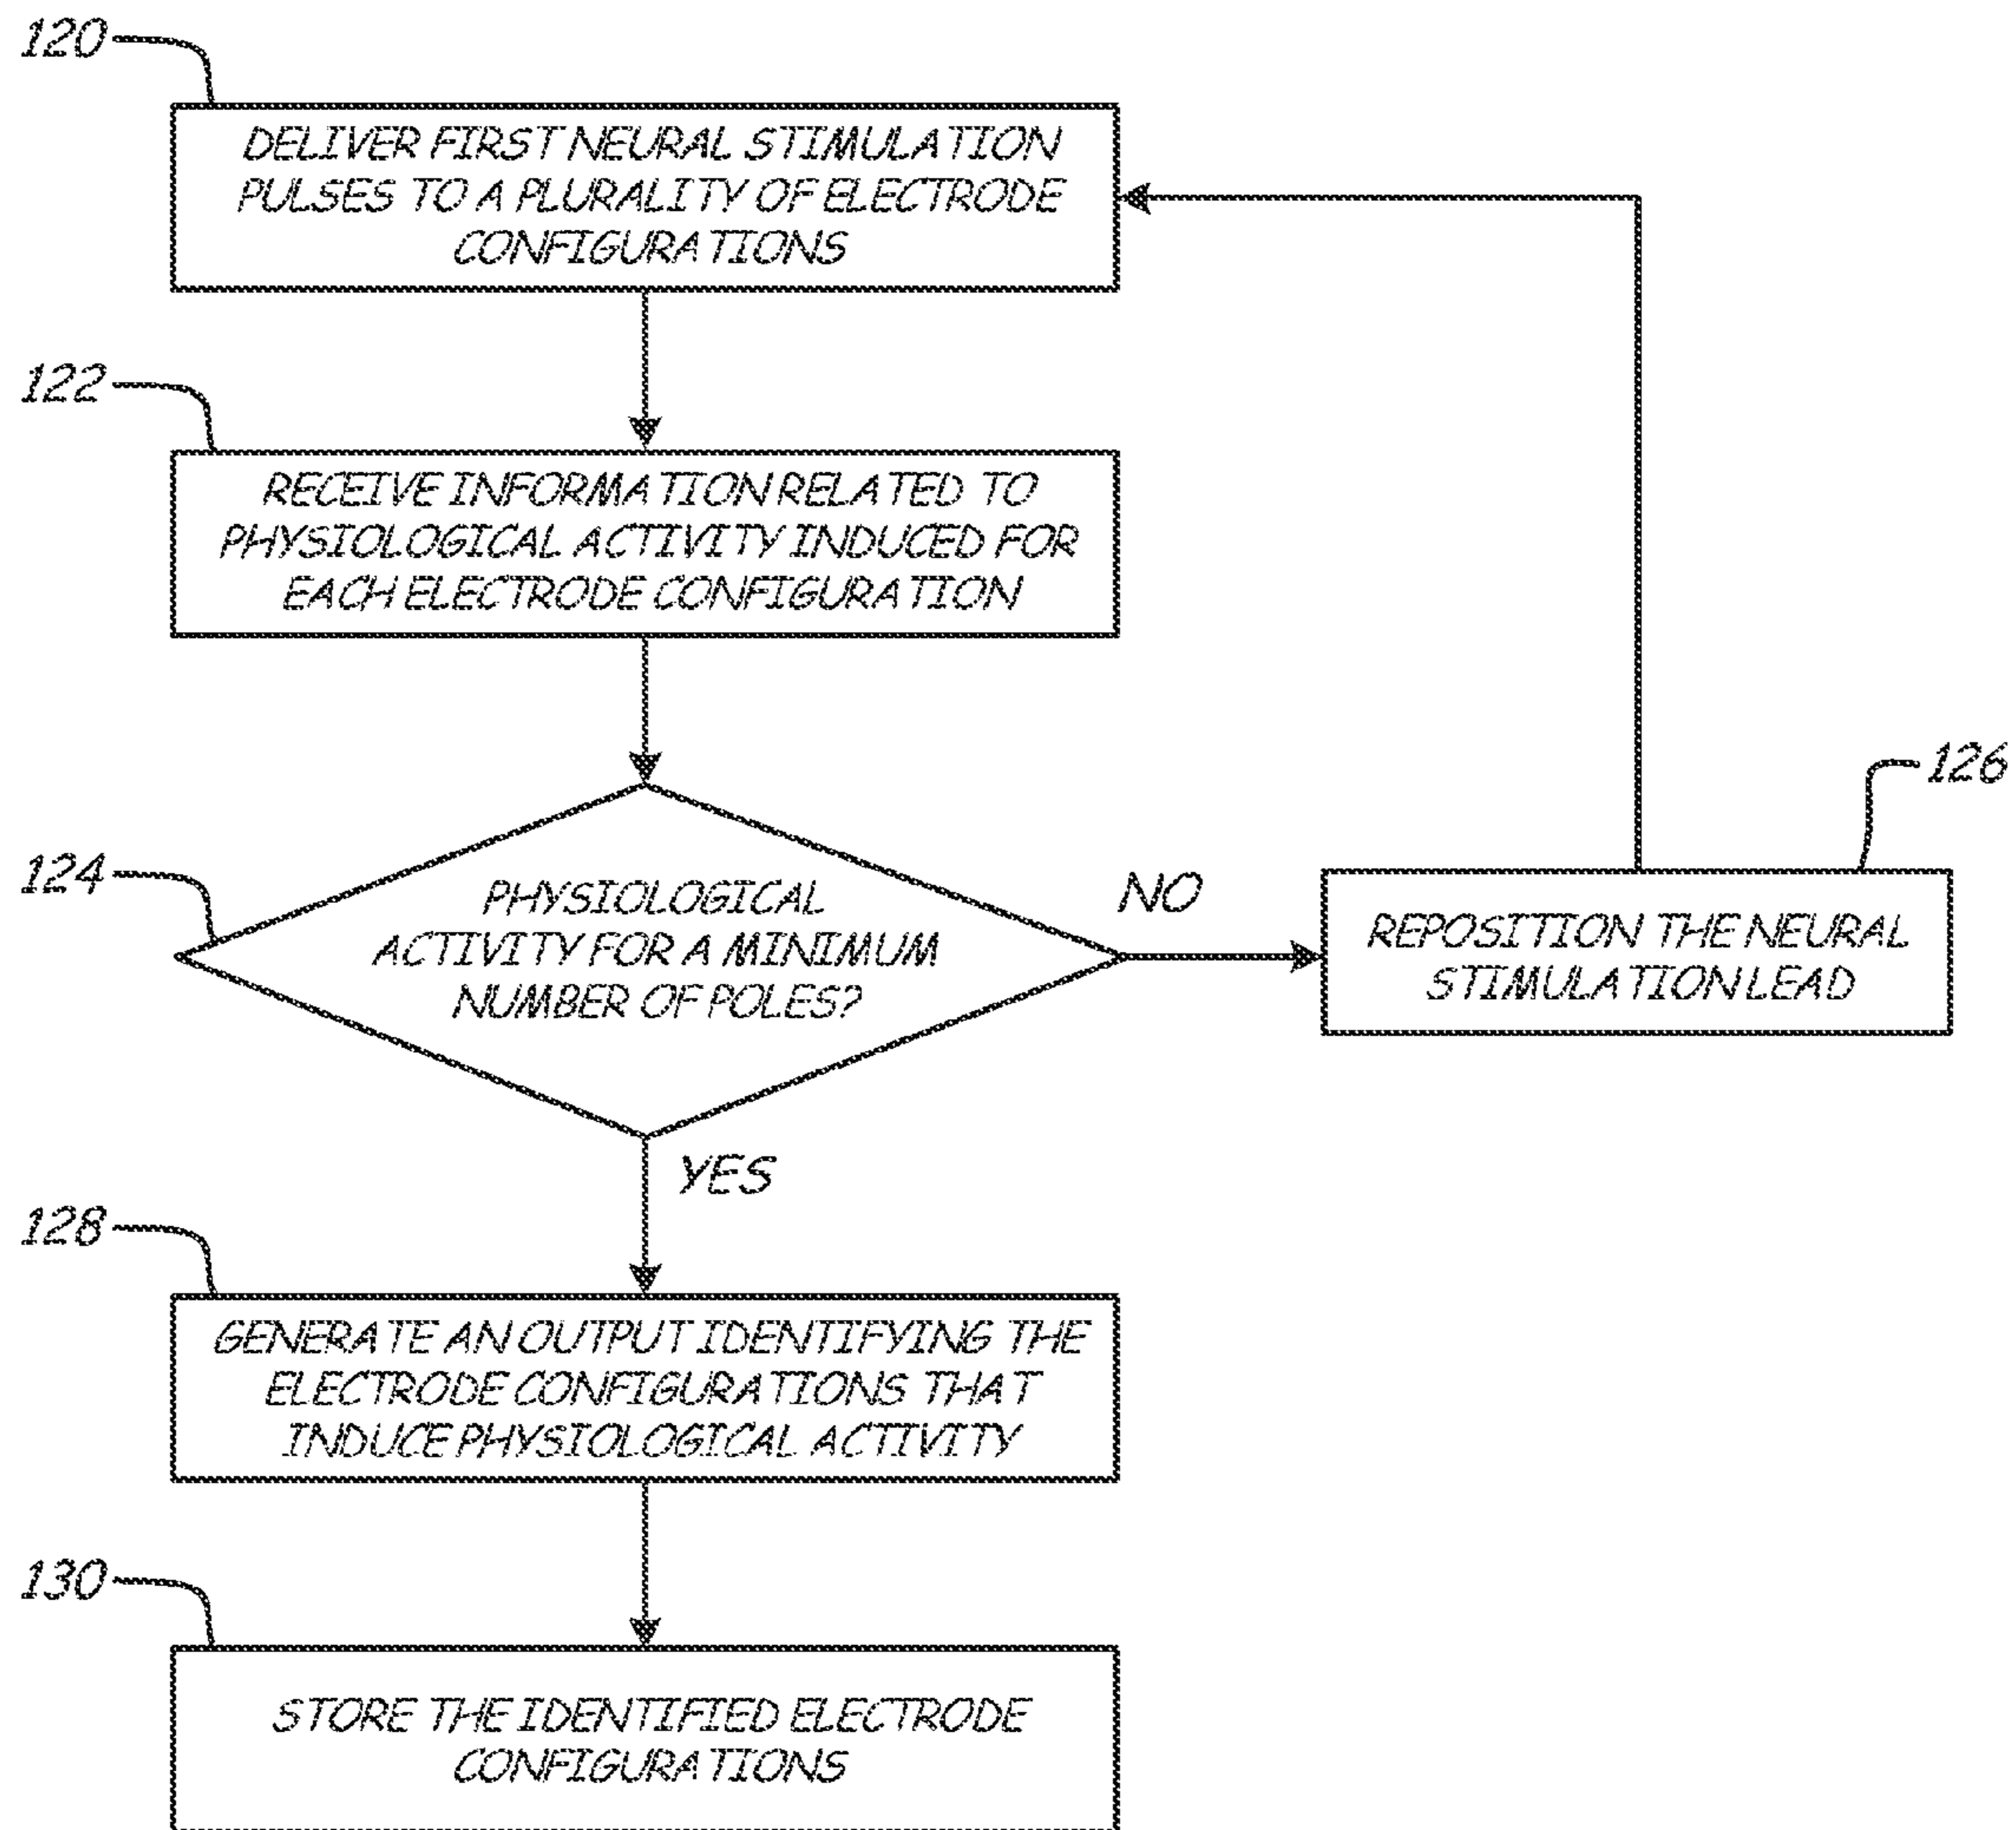 120
DELIVER FIRST NEURAL STIMULATION
PULSES TO A PLURALITY OF ELECTRODE
CONFIGURATIONS
122
RECEIVE INFORMATION RELATED TO
PHYSIOLOGICAL ACTIVITY INDUCED FOR
EACH ELECTRODE CONFIGURATION
124
PHYSIOLOGICAL
ACTIVITY FOR A MINIMUM
NUMBER OF POLES?
NO
126
REPOSITION THE NEURAL
STIMULATION LEAD
YES
128
GENERATE AN OUTPUT IDENTIFYING THE
ELECTRODE CONFIGURATIONS THAT
INDUCE PHYSIOLOGICAL ACTIVITY
130
STORE THE IDENTIFIED ELECTRODE
CONFIGURATIONS